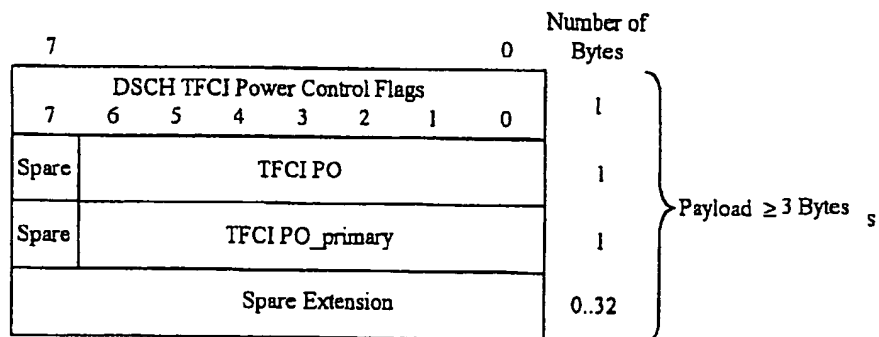 Number of
7 0 Bytes
DSCH TFCI Power Control Flags
7 6 5 4 3 2 1 0 1
Spare TFCI PO 1
Payload ≥ 3 Bytes s
Spare TFCI PO_primary 1
Spare Extension 0..32